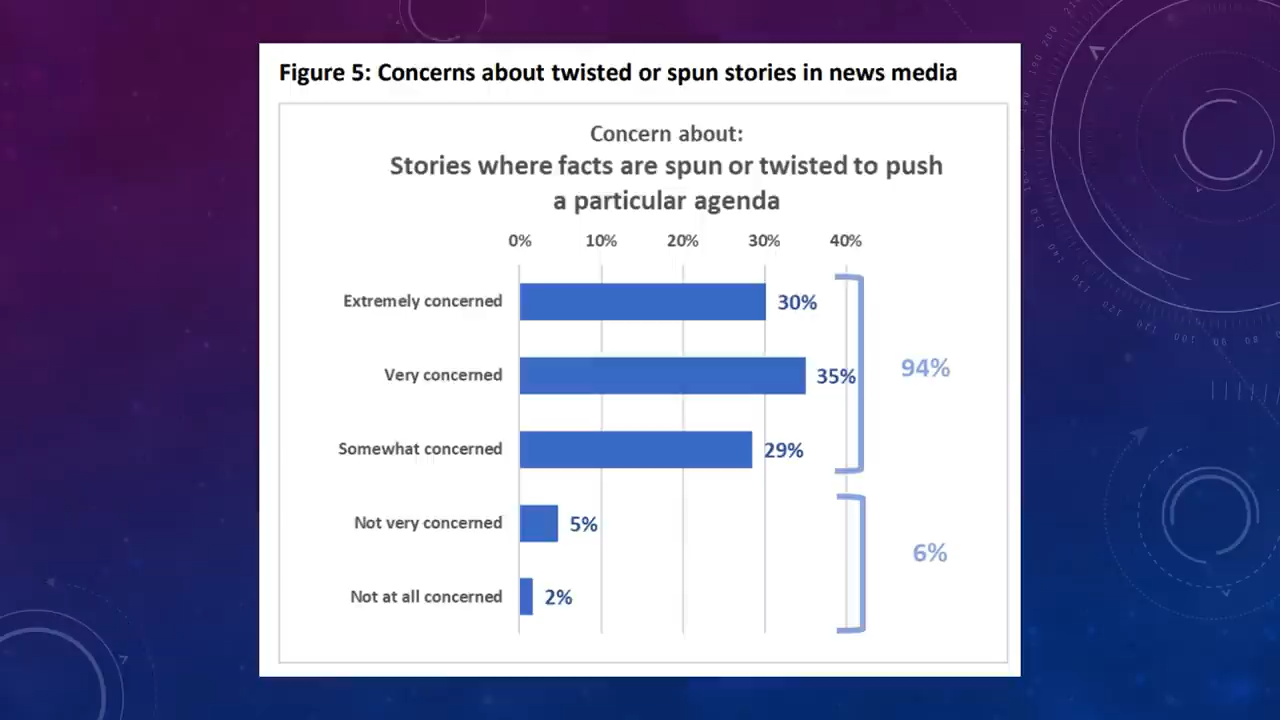 Figure 5: Concerns about twisted or spun stories in news media
Concern about:
Stories where facts are spun or twisted to push
a particular agenda
0% 10% 20% 30% 40%
Extremely concerned 30%
Very concerned 35%
94%
Somewhat concerned 29%
Not very concerned 5%
6%
Not at all concerned 2%